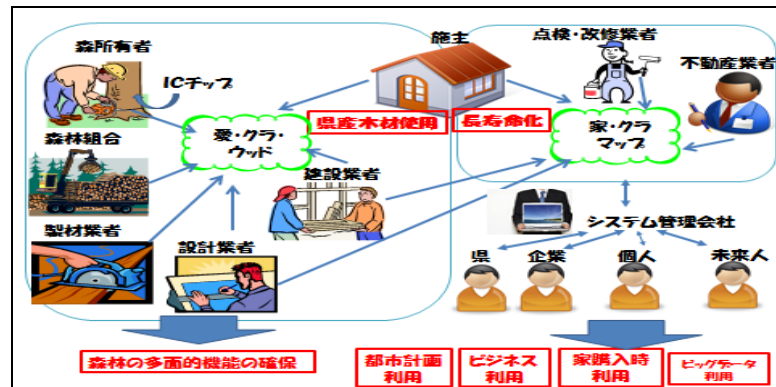 森所有者
ICチップ
森林組合
製材業者
設計業者
建設業者
愛・クラ・
ウッド
施主
県産木材使用
長寿命化
点検・改修業者
不動産業者
家・クラ
マップ
システム管理会社
県
企業
個人
未来人
森林の多面的機能の確保
都市計画
利用
ビジネス
利用
家購入時
利用
ビッグデータ
利用